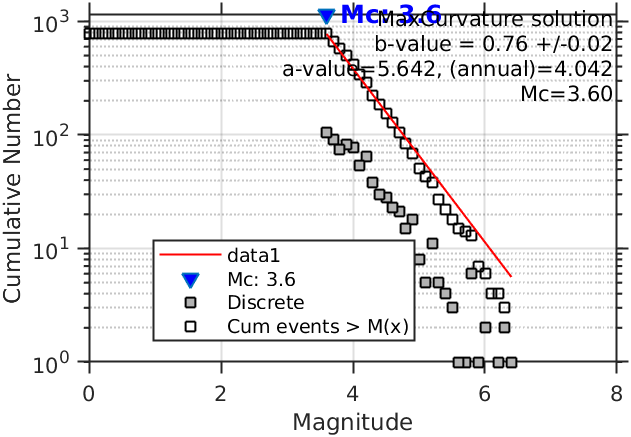 Mc: 3.6
MaxCurvature solution
b-value = 0.76 +/-0.02
a-value=5.642, (annual)=4.042
Mc=3.60
10³
10²
10¹
10⁰
Cumulative Number
data1
Mc: 3.6
Discrete
Cum events > M(x)
0 2 4 6 8
Magnitude